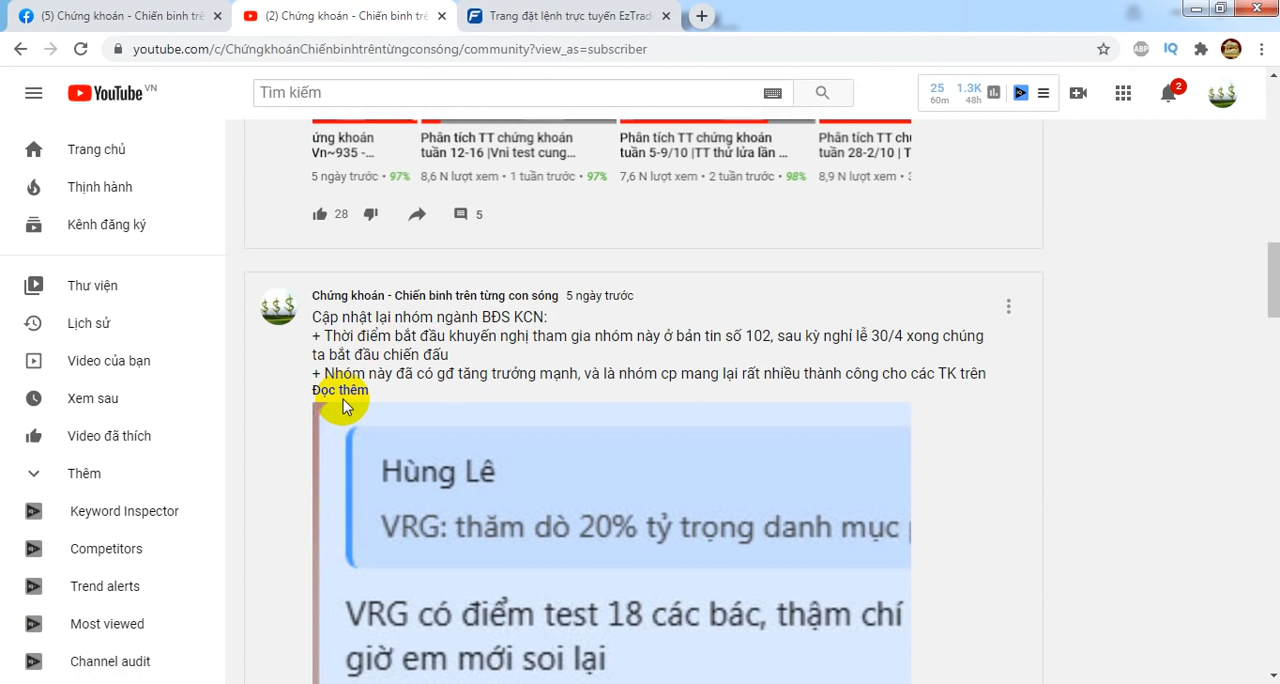 (5) Chứng khoán - Chiến binh trê
(2) Chứng khoán - Chiến binh trê
Trang đặt lệnh trực tuyến EzTrad
youtube.com/c/ChứngkhoánChiếnbinhtrêntừngconsóng/community?view_as=subscriber
ABP
IQ
YouTube VN
Tìm kiếm
25 1.3K
60m 48h
2
Trang chủ
Thịnh hành
Kênh đăng ký
Thư viện
Lịch sử
Video của bạn
Xem sau
Video đã thích
Thêm
Keyword Inspector
Competitors
Trend alerts
Most viewed
Channel audit
ứng khoán
Vn~935 -...
5 ngày trước • 97%
Phân tích TT chứng khoán
tuần 12-16 |Vni test cung...
8,6 N lượt xem • 1 tuần trước • 97%
Phân tích TT chứng khoán
tuần 5-9/10 |TT thử lửa lần ...
7,6 N lượt xem • 2 tuần trước • 98%
Phân tích TT chứ
tuần 28-2/10 | T
8,9 N lượt xem •
28
5
Chứng khoán - Chiến binh trên từng con sóng 5 ngày trước
Cập nhật lại nhóm ngành BĐS KCN:
+ Thời điểm bắt đầu khuyến nghị tham gia nhóm này ở bản tin số 102, sau kỳ nghỉ lễ 30/4 xong chúng
ta bắt đầu chiến đấu
+ Nhóm này đã có gđ tăng trưởng mạnh, và là nhóm cp mang lại rất nhiều thành công cho các TK trên
Đọc thêm
Hùng Lê
VRG: thăm dò 20% tỷ trọng danh mục
VRG có điểm test 18 các bác, thậm chí
giờ em mới soi lại